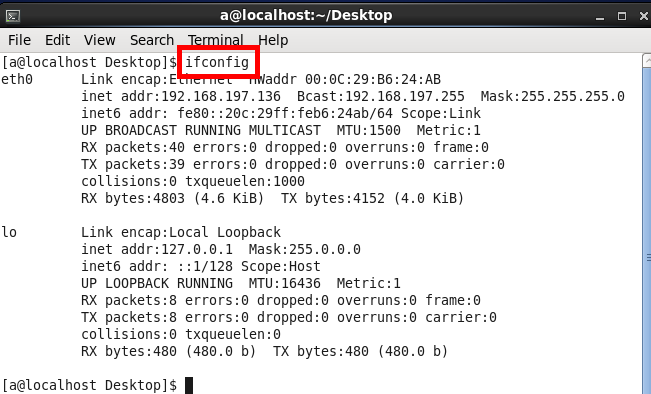 a@localhost:~/Desktop
File Edit View Search Terminal Help
[a@localhost Desktop]$ ifconfig
eth0 Link encap:Ethernet HWaddr 00:0C:29:B6:24:AB
inet addr:192.168.197.136 Bcast:192.168.197.255 Mask:255.255.255.0
inet6 addr: fe80::20c:29ff:feb6:24ab/64 Scope:Link
UP BROADCAST RUNNING MULTICAST MTU:1500 Metric:1
RX packets:40 errors:0 dropped:0 overruns:0 frame:0
TX packets:39 errors:0 dropped:0 overruns:0 carrier:0
collisions:0 txqueuelen:1000
RX bytes:4803 (4.6 KiB) TX bytes:4152 (4.0 KiB)
lo Link encap:Local Loopback
inet addr:127.0.0.1 Mask:255.0.0.0
inet6 addr: ::1/128 Scope:Host
UP LOOPBACK RUNNING MTU:16436 Metric:1
RX packets:8 errors:0 dropped:0 overruns:0 frame:0
TX packets:8 errors:0 dropped:0 overruns:0 carrier:0
collisions:0 txqueuelen:0
RX bytes:480 (480.0 b) TX bytes:480 (480.0 b)
[a@localhost Desktop]$